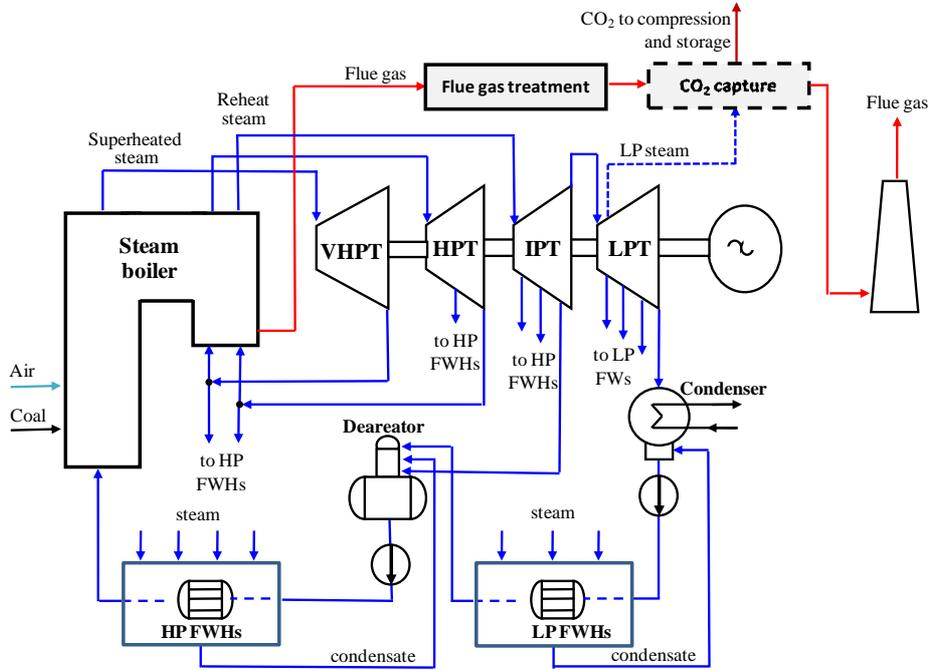 CO2 to compression
and storage
Flue gas
Flue gas treatment
CO2 capture
Flue gas
Reheat
steam
Superheated
steam
LP steam
Steam
boiler
VHPT
HPT
IPT
LPT
to HP
FWHs
to HP
FWHs
to LP
FWs
Air
Coal
Condenser
Deareator
to HP
FWHs
steam
steam
HP FWHs
LP FWHs
condensate
condensate